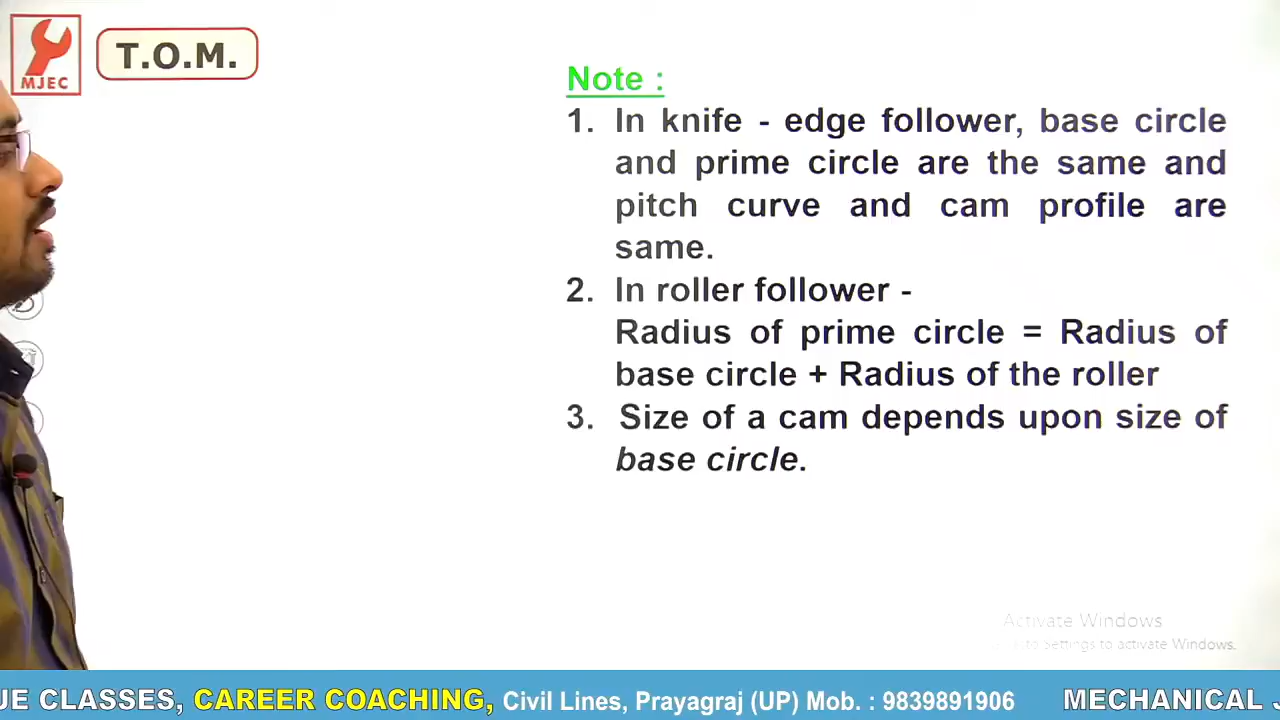 MJEC
T.O.M.
Note :
1. In knife - edge follower, base circle
and prime circle are the same and
pitch curve and cam profile are
same.
2. In roller follower -
Radius of prime circle = Radius of
base circle + Radius of the roller
3. Size of a cam depends upon size of
base circle.
Activate Windows
to Settings to activate Windows.
UE CLASSES, CAREER COACHING, Civil Lines, Prayagraj (UP) Mob. : 9839891906 MECHANICAL